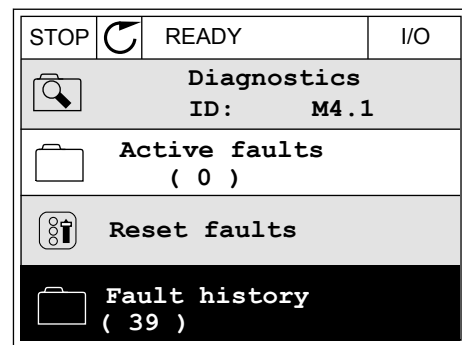 STOP READY I/O
Diagnostics
ID: M4.1
Active faults
( 0 )
Reset faults
Fault history
( 39 )